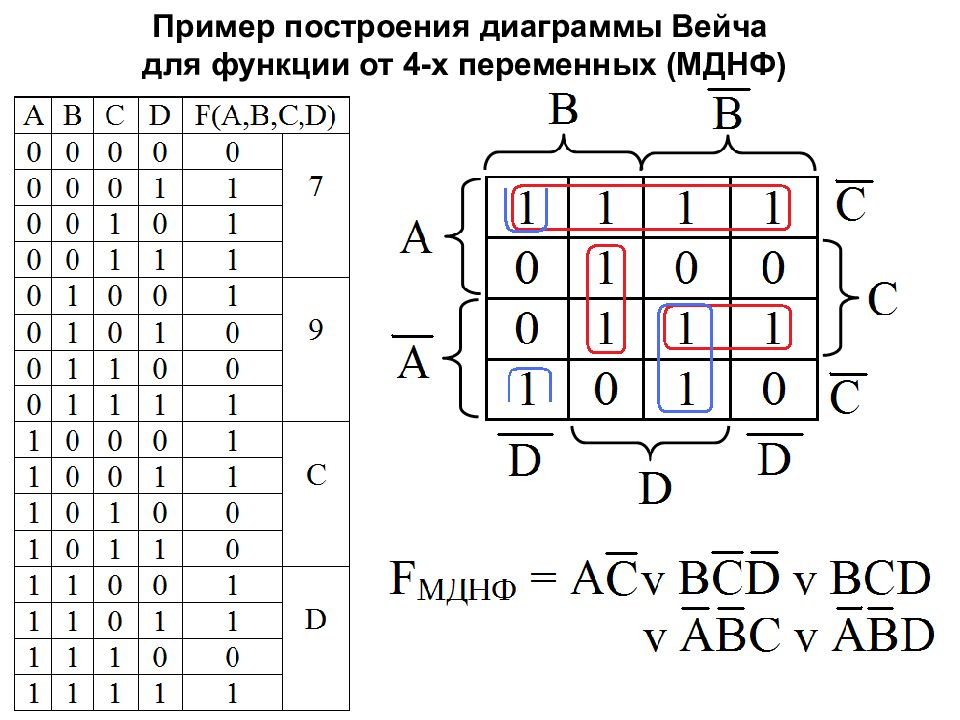 Пример построения диаграммы Вейча
для функции от 4-х переменных (МДНФ)
A B C D F(A,B,C,D)
0 0 0 0 0
0 0 0 1 1 7
0 0 1 0 1
0 0 1 1 1
0 1 0 0 1
0 1 0 1 0 9
0 1 1 0 0
0 1 1 1 1
1 0 0 0 1
1 0 0 1 1 C
1 0 1 0 0
1 0 1 1 0
1 1 0 0 1
1 1 0 1 1 D
1 1 1 0 0
1 1 1 1 1
B B̅
1 1 1 1 C̅
A
0 1 0 0
C
0 1 1 1
A̅
1 0 1 0 C̅
D̅ D D̅
FМДНФ = AC̅ v BC̅D̅ v BCD
v A̅B̅C v A̅B̅D